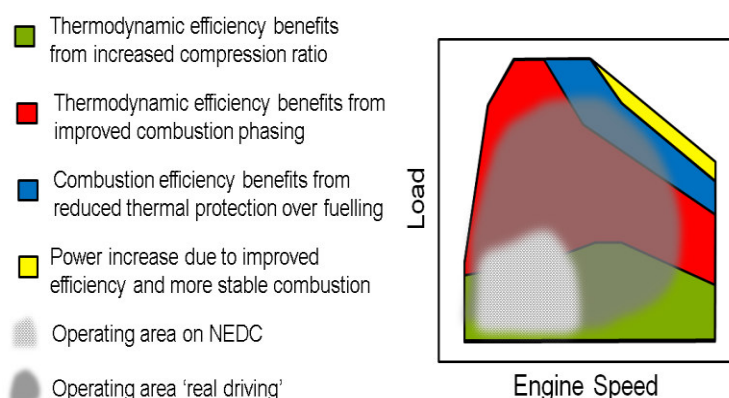 Thermodynamic efficiency benefits
from increased compression ratio
Thermodynamic efficiency benefits from
improved combustion phasing
Combustion efficiency benefits from
reduced thermal protection over fuelling
Power increase due to improved
efficiency and more stable combustion
Operating area on NEDC
Operating area ‘real driving’
Load
Engine Speed